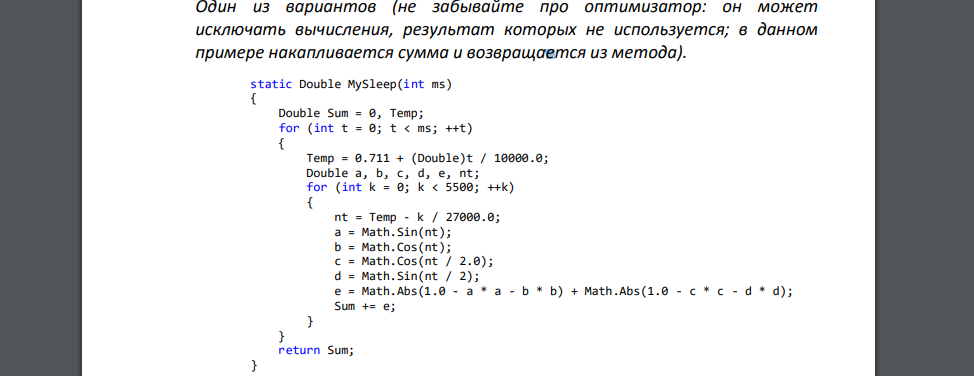 Один из вариантов (не забывайте про оптимизатор: он может
исключать вычисления, результат которых не используется; в данном
примере накапливается сумма и возвращается из метода).
static Double MySleep(int ms)
{
Double Sum = 0, Temp;
for (int t = 0; t < ms; ++t)
{
Temp = 0.711 + (Double)t / 10000.0;
Double a, b, c, d, e, nt;
for (int k = 0; k < 5500; ++k)
{
nt = Temp - k / 27000.0;
a = Math.Sin(nt);
b = Math.Cos(nt);
c = Math.Cos(nt / 2.0);
d = Math.Sin(nt / 2);
e = Math.Abs(1.0 - a * a - b * b) + Math.Abs(1.0 - c * c - d * d);
Sum += e;
}
}
return Sum;
}